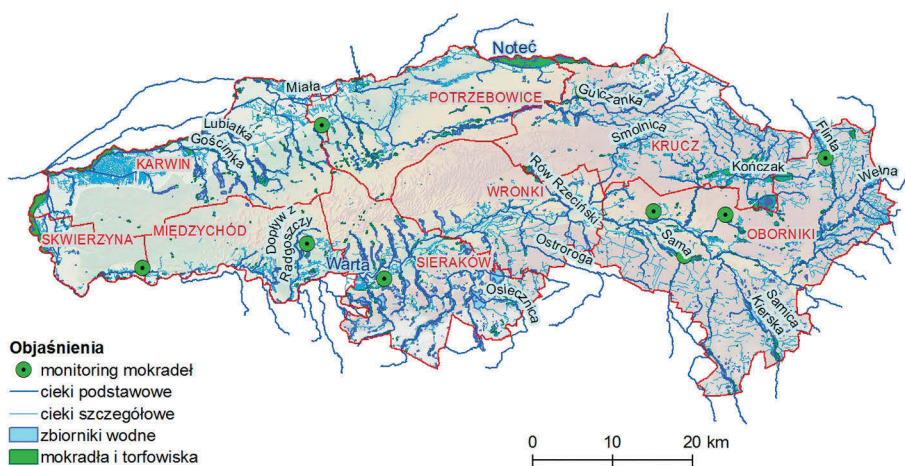 Noteć
Miała
POTRZEBOWICE
Gulczanka
Lubiatka
Gościmka
Smolnica
KRUCZ
Flinta
KARWIN
Kończak
Wełna
WRONKI
Rów Rzeciński
SKWIERZYNA
MIĘDZYCHÓD
Dopływ z
Radgoszczy
OBORNIKI
Sama
Ostroga
Warta
SIERAKÓW
Osiecznica
Samica
Kierska
Objaśnienia
monitoring mokradeł
cieki podstawowe
cieki szczegółowe
zbiorniki wodne
mokradła i torfowiska
0 10 20 km